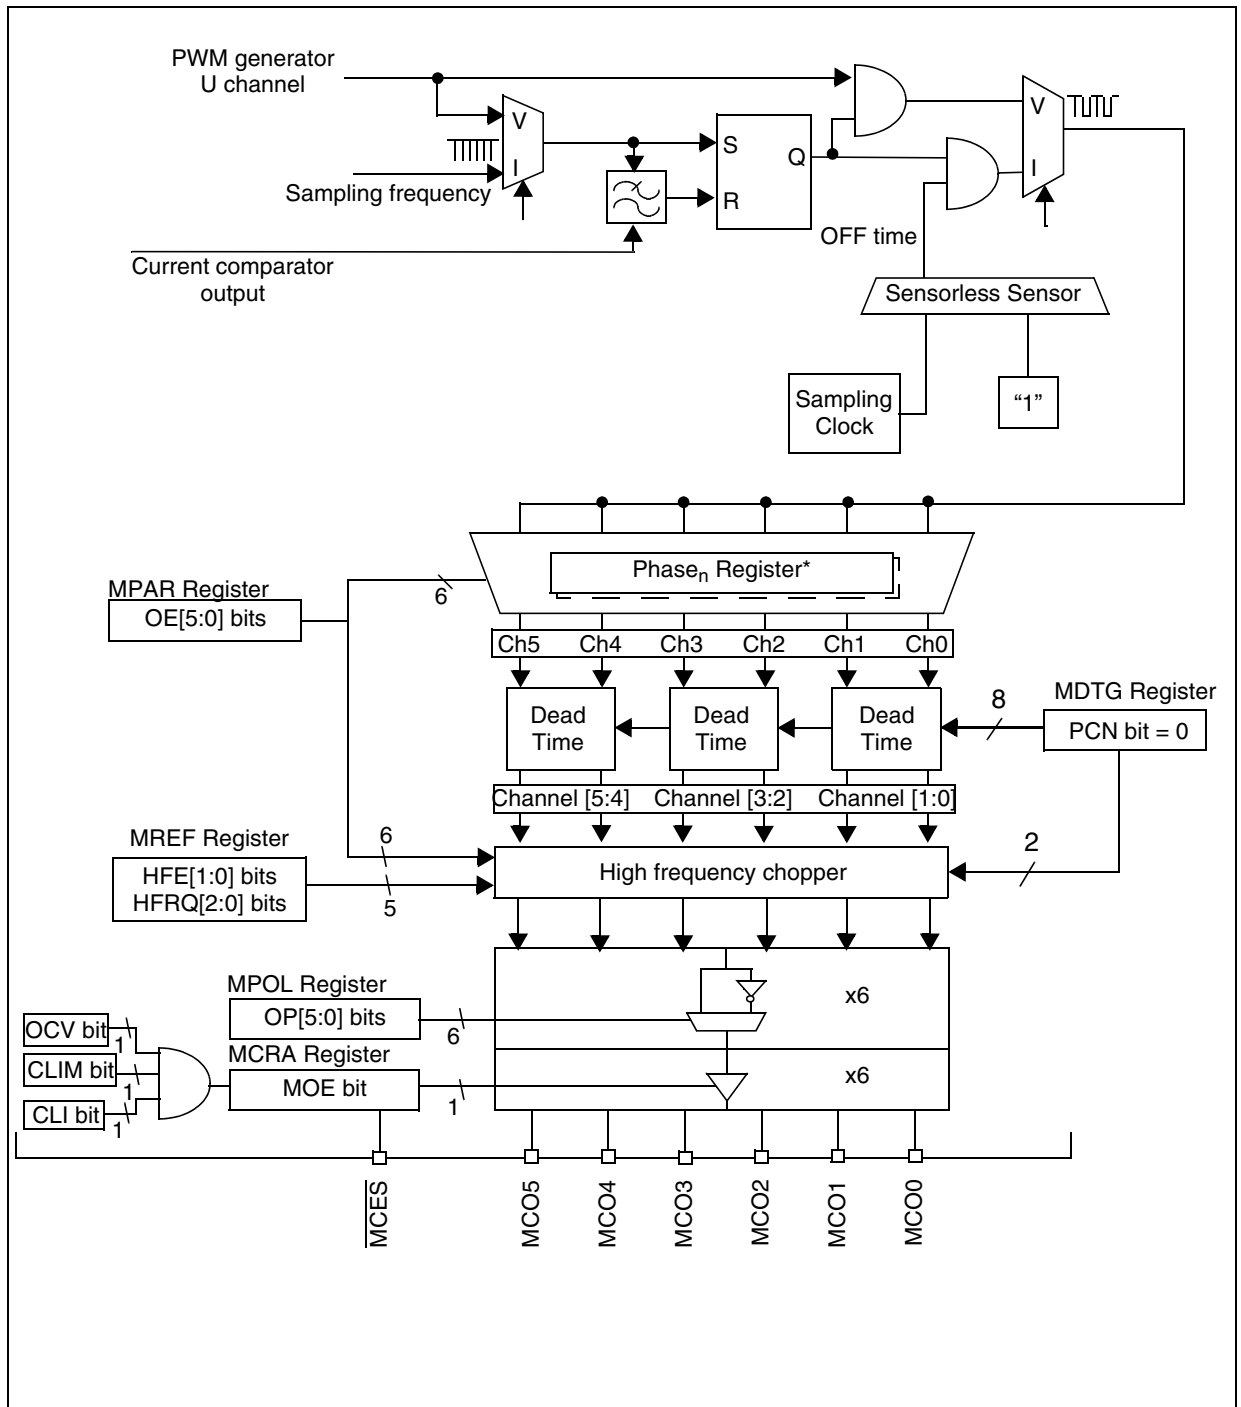 PWM generator
U channel
V
I
Sampling frequency
S
Q
R
V
I
OFF time
Current comparator
output
Sensorless Sensor
Sampling
Clock
“1”
Phasen Register*
MPAR Register
OE[5:0] bits
6
Ch5 Ch4 Ch3 Ch2 Ch1 Ch0
Dead
Time
Dead
Time
Dead
Time
8
MDTG Register
PCN bit = 0
Channel [5:4] Channel [3:2] Channel [1:0]
MREF Register
HFE[1:0] bits
HFRQ[2:0] bits
6
5
High frequency chopper
2
MPOL Register
OP[5:0] bits
6
x6
OCV bit
1
CLIM bit
1
CLI bit
1
MCRA Register
MOE bit
1
x6
MCES
MCO5
MCO4
MCO3
MCO2
MCO1
MCO0